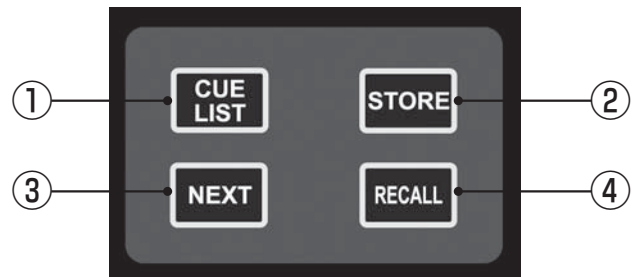 ① CUE
LIST
STORE ②
③ NEXT
RECALL ④